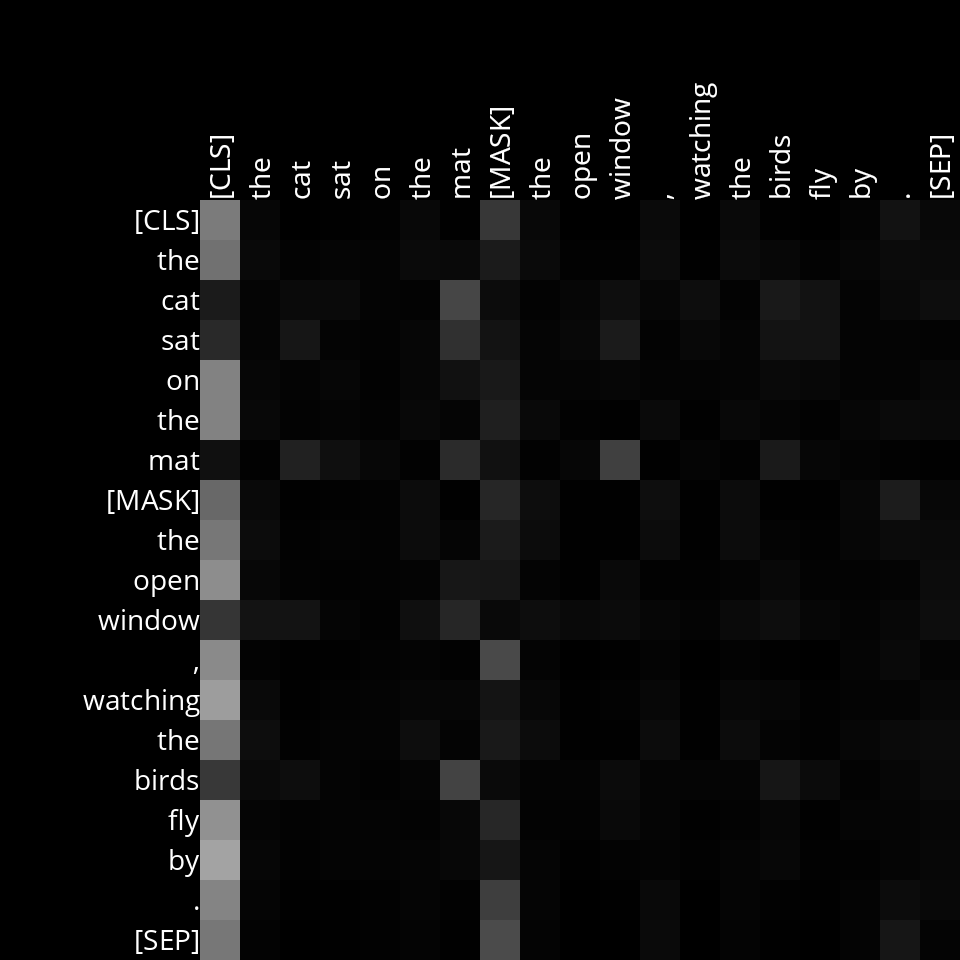 [CLS] the cat sat on the mat [MASK] the open window , watching the birds fly by . [SEP]
[CLS]
the
cat
sat
on
the
mat
[MASK]
the
open
window
,
watching
the
birds
fly
by
.
[SEP]